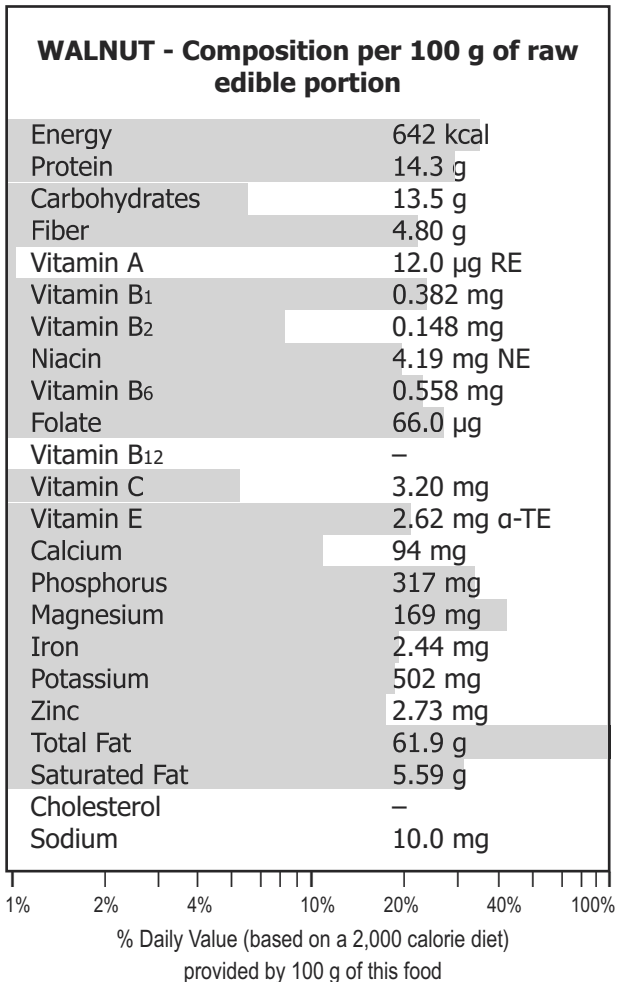 WALNUT - Composition per 100 g of raw
edible portion
Energy 642 kcal
Protein 14.3 g
Carbohydrates 13.5 g
Fiber 4.80 g
Vitamin A 12.0 µg RE
Vitamin B1 0.382 mg
Vitamin B2 0.148 mg
Niacin 4.19 mg NE
Vitamin B6 0.558 mg
Folate 66.0 µg
Vitamin B12 –
Vitamin C 3.20 mg
Vitamin E 2.62 mg α-TE
Calcium 94 mg
Phosphorus 317 mg
Magnesium 169 mg
Iron 2.44 mg
Potassium 502 mg
Zinc 2.73 mg
Total Fat 61.9 g
Saturated Fat 5.59 g
Cholesterol –
Sodium 10.0 mg
1% 2% 4% 10% 20% 40% 100%
% Daily Value (based on a 2,000 calorie diet)
provided by 100 g of this food